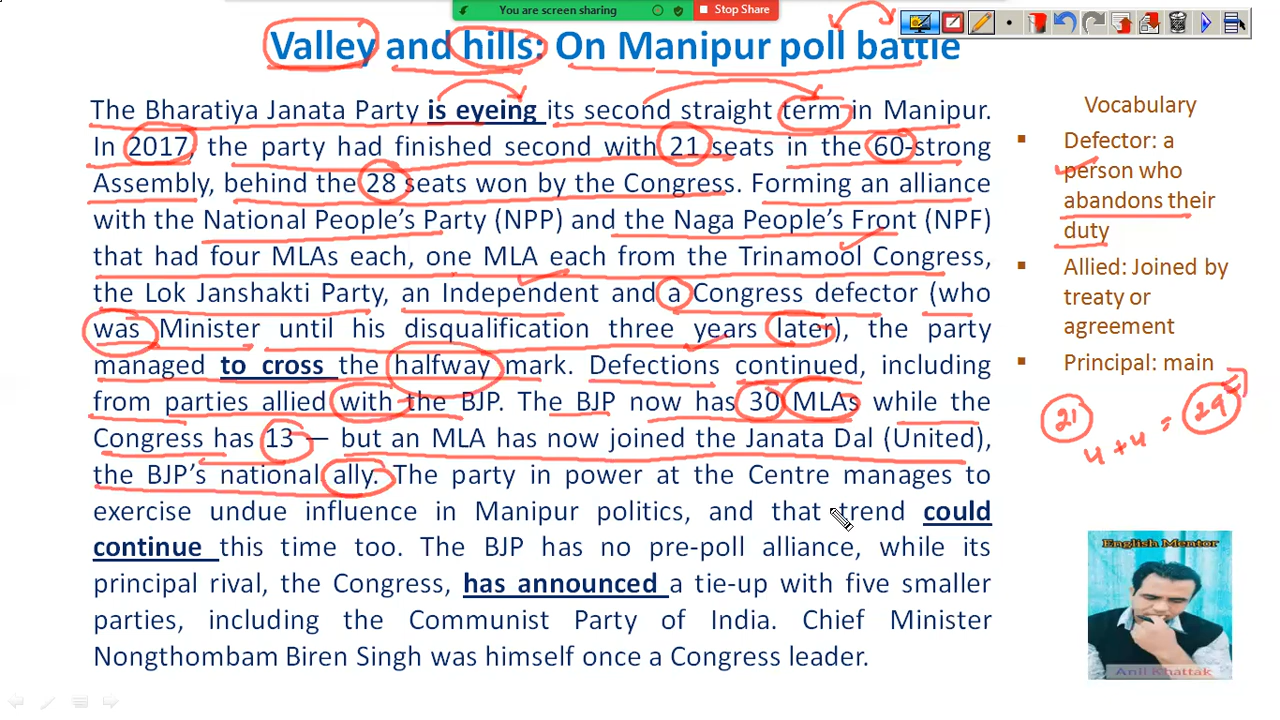 You are screen sharing
Stop Share
Valley and hills: On Manipur poll battle
The Bharatiya Janata Party is eyeing its second straight term in Manipur.
In 2017, the party had finished second with 21 seats in the 60-strong
Assembly, behind the 28 seats won by the Congress. Forming an alliance
with the National People's Party (NPP) and the Naga People's Front (NPF)
that had four MLAs each, one MLA each from the Trinamool Congress,
the Lok Janshakti Party, an Independent and a Congress defector (who
was Minister until his disqualification three years later), the party
managed to cross the halfway mark. Defections continued, including
from parties allied with the BJP. The BJP now has 30 MLAs while the
Congress has 13 — but an MLA has now joined the Janata Dal (United),
the BJP's national ally. The party in power at the Centre manages to
exercise undue influence in Manipur politics, and that trend could
continue this time too. The BJP has no pre-poll alliance, while its
principal rival, the Congress, has announced a tie-up with five smaller
parties, including the Communist Party of India. Chief Minister
Nongthombam Biren Singh was himself once a Congress leader.
Vocabulary
Defector: a
person who
abandons their
duty
Allied: Joined by
treaty or
agreement
Principal: main
21
4+4 = 29
English Mentor
Anil Khattak